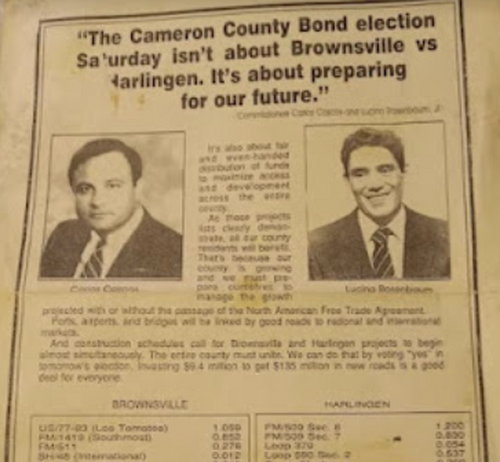 "The Cameron County Bond election
Saturday isn't about Brownsville vs
Harlingen. It's about preparing
for our future."
Commissioners Carlos Cascos and Lucino Rosenbaum, Jr.
It's also about fair
and even-handed
distribution of funds
to maximize access
and development
across the entire
county.
As these projects
lists clearly demon-
strate, all our county
residents will benefit.
That's because our
county is growing
and we must pre-
pare ourselves to
manage the growth
Carlos Cascos
Lucino Rosenbaum
projected with or without the passage of the North American Free Trade Agreement.
Ports, airports, and bridges will be linked by good roads to national and international
markets.
And construction schedules call for Brownsville and Harlingen projects to begin
almost simultaneously. The entire county must unite. We can do that by voting "yes" in
tomorrow's election. Investing $9.4 million to get $135 million in new roads is a good
deal for everyone.
BROWNSVILLE
US/77-83 (Los Tomates) 1.059
FM/1419 (Southmost) 0.852
FM/511 0.276
SH/48 (International) 0.012
HARLINGEN
FM/509 Sec. 6 1.200
FM/509 Sec. 7 0.630
Loop 379 0.054
Loop 590 Sec. 2 0.537